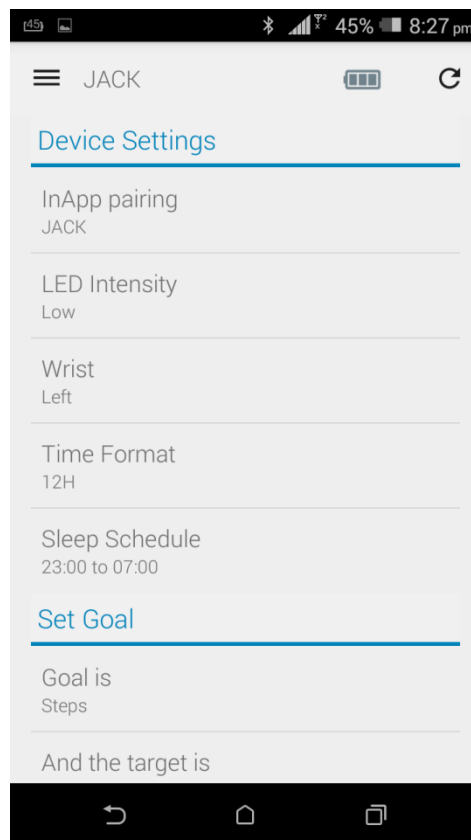 45
45% 8:27 pm
JACK
Device Settings
InApp pairing
JACK
LED Intensity
Low
Wrist
Left
Time Format
12H
Sleep Schedule
23:00 to 07:00
Set Goal
Goal is
Steps
And the target is